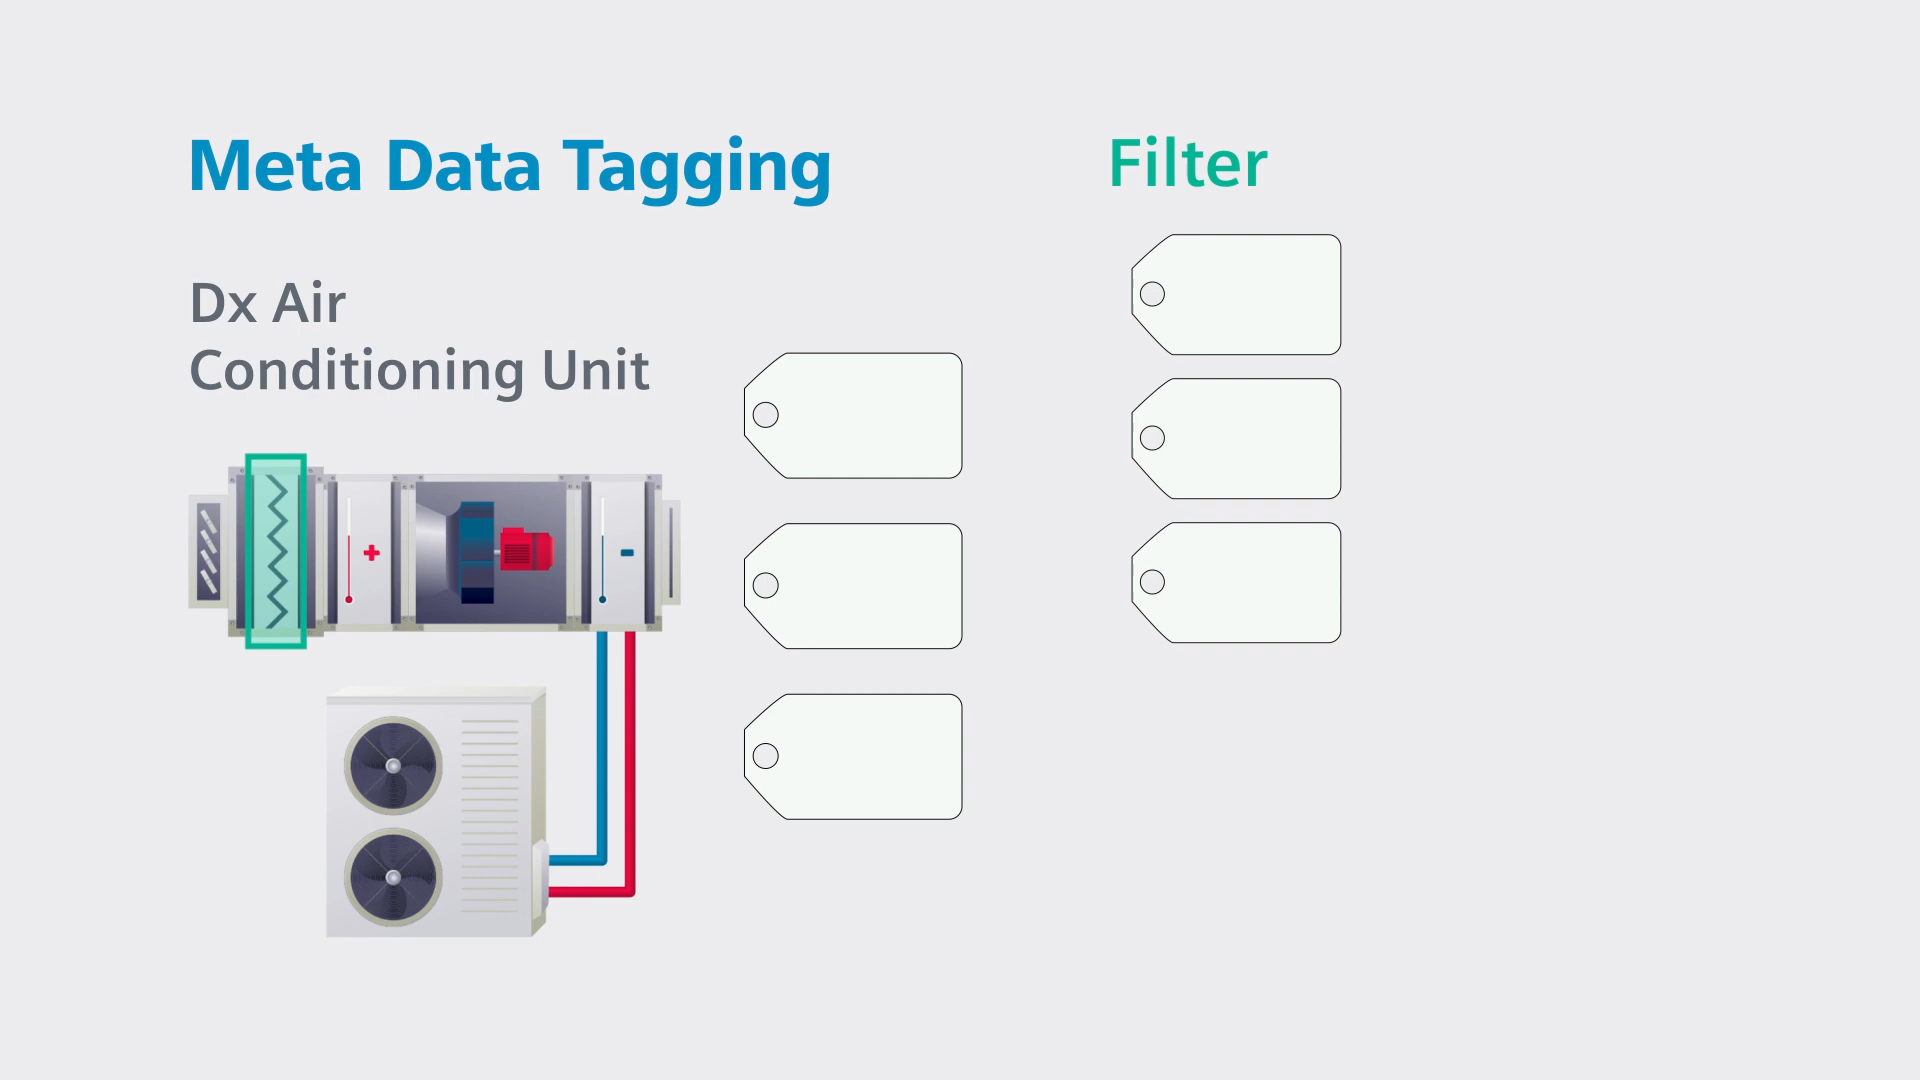 Meta Data Tagging
Dx Air
Conditioning Unit
Filter